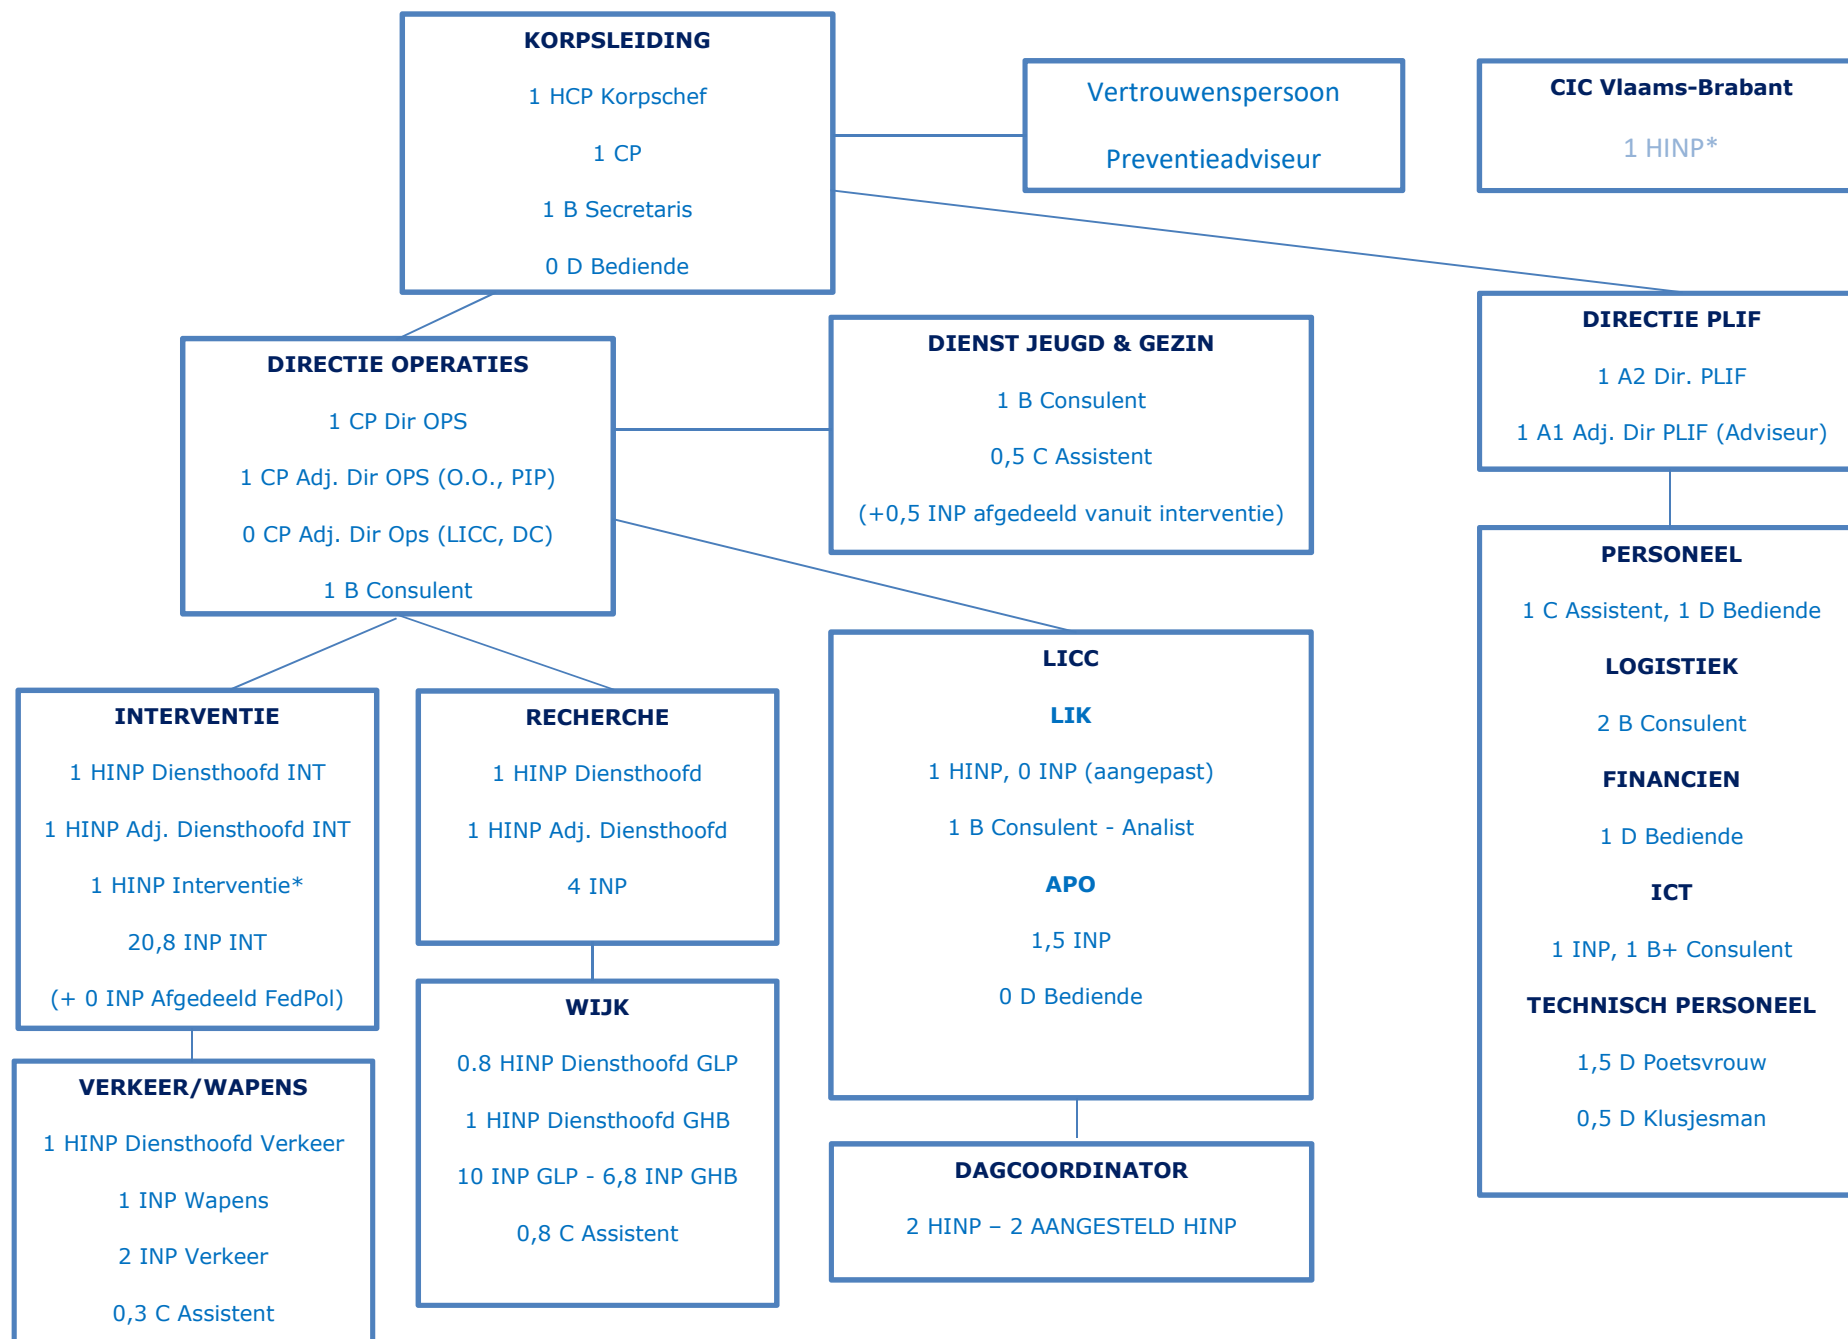 KORPSLEIDING
1 HCP Korpschef
1 CP
1 B Secretaris
0 D Bediende
Vertrouwenspersoon
Preventieadviseur
CIC Vlaams-Brabant
1 HINP*
DIRECTIE OPERATIES
1 CP Dir OPS
1 CP Adj. Dir OPS (O.O., PIP)
0 CP Adj. Dir Ops (LICC, DC)
1 B Consulent
DIENST JEUGD & GEZIN
1 B Consulent
0,5 C Assistent
(+0,5 INP afgedeeld vanuit interventie)
DIRECTIE PLIF
1 A2 Dir. PLIF
1 A1 Adj. Dir PLIF (Adviseur)
INTERVENTIE
1 HINP Diensthoofd INT
1 HINP Adj. Diensthoofd INT
1 HINP Interventie*
20,8 INP INT
(+ 0 INP Afgedeeld FedPol)
RECHERCHE
1 HINP Diensthoofd
1 HINP Adj. Diensthoofd
4 INP
LICC
LIK
1 HINP, 0 INP (aangepast)
1 B Consulent - Analist
APO
1,5 INP
0 D Bediende
PERSONEEL
1 C Assistent, 1 D Bediende
LOGISTIEK
2 B Consulent
FINANCIEN
1 D Bediende
ICT
1 INP, 1 B+ Consulent
TECHNISCH PERSONEEL
1,5 D Poetsvrouw
0,5 D Klusjesman
VERKEER/WAPENS
1 HINP Diensthoofd Verkeer
1 INP Wapens
2 INP Verkeer
0,3 C Assistent
WIJK
0.8 HINP Diensthoofd GLP
1 HINP Diensthoofd GHB
10 INP GLP - 6,8 INP GHB
0,8 C Assistent
DAGCOORDINATOR
2 HINP – 2 AANGESTELD HINP